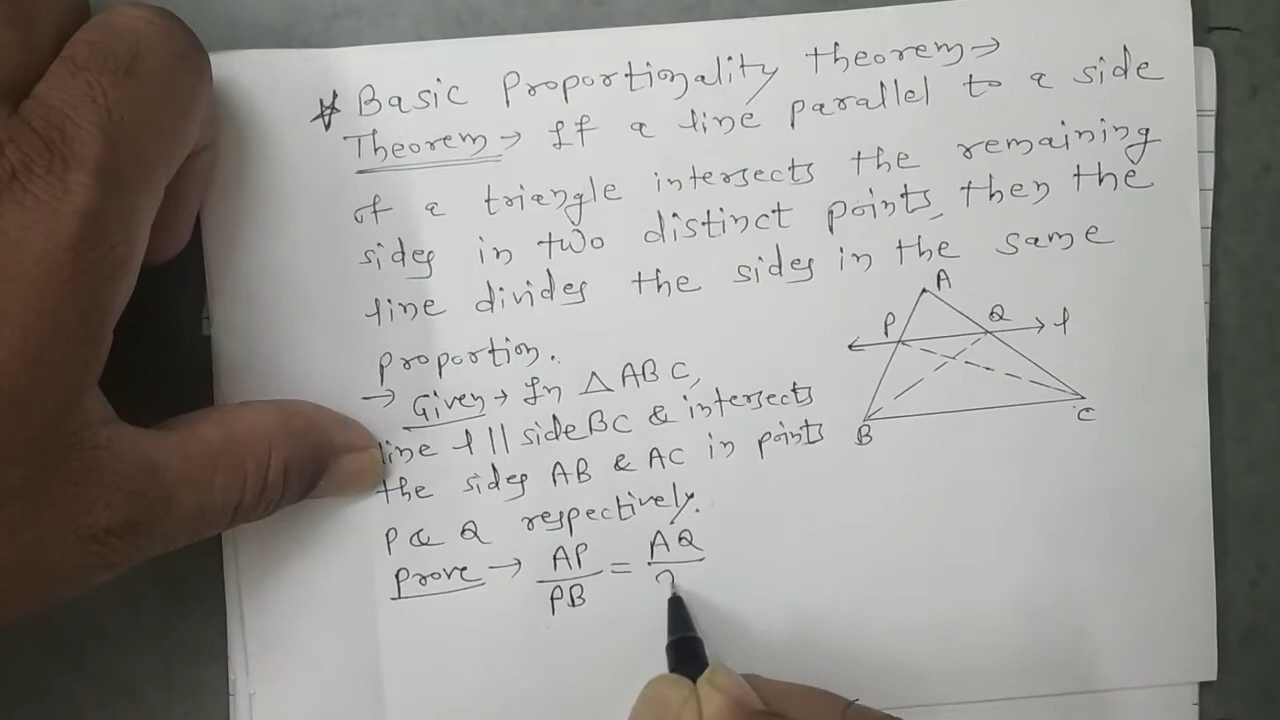 * Basic Proportionality theorem →
Theorem → If a line parallel to a side
of a triangle intersects the remaining
sides in two distinct points, then the
line divides the sides in the same
proportion.
→ Given → In △ABC,
line l || side BC & intersects
the sides AB & AC in points
P & Q respectively.
Prove → AP/PB = AQ/
A
P
Q
l
B
C